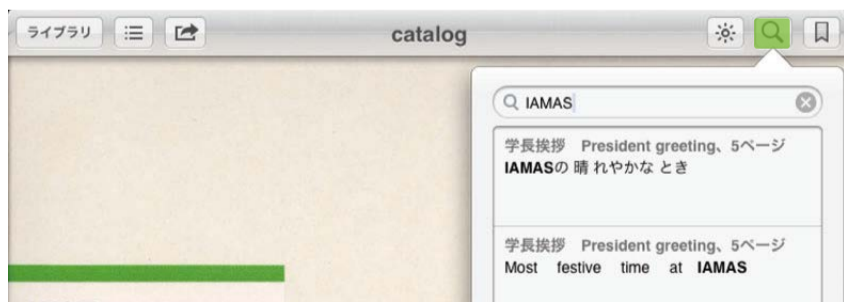 ライブラリ
catalog
IAMAS
学長挨拶 President greeting、5ページ
IAMASの 晴 れやかな とき
学長挨拶 President greeting、5ページ
Most festive time at IAMAS